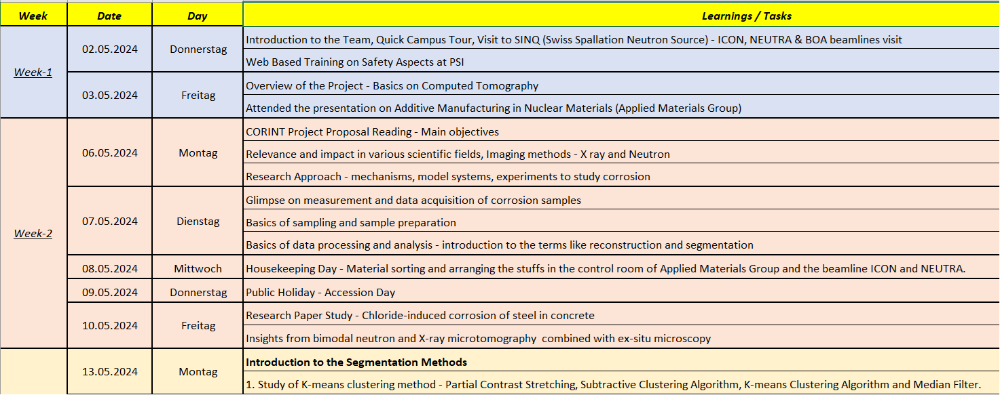 Week Date Day Learnings / Tasks
Week-1
02.05.2024 Donnerstag
Introduction to the Team, Quick Campus Tour, Visit to SINQ (Swiss Spallation Neutron Source) - ICON, NEUTRA & BOA beamlines visit
Web Based Training on Safety Aspects at PSI
03.05.2024 Freitag
Overview of the Project - Basics on Computed Tomography
Attended the presentation on Additive Manufacturing in Nuclear Materials (Applied Materials Group)
Week-2
06.05.2024 Montag
CORINT Project Proposal Reading - Main objectives
Relevance and impact in various scientific fields, Imaging methods - X ray and Neutron
Research Approach - mechanisms, model systems, experiments to study corrosion
07.05.2024 Dienstag
Glimpse on measurement and data acquisition of corrosion samples
Basics of sampling and sample preparation
Basics of data processing and analysis - introduction to the terms like reconstruction and segmentation
08.05.2024 Mittwoch Housekeeping Day - Material sorting and arranging the stuffs in the control room of Applied Materials Group and the beamline ICON and NEUTRA.
09.05.2024 Donnerstag Public Holiday - Accession Day
10.05.2024 Freitag
Research Paper Study - Chloride-induced corrosion of steel in concrete
Insights from bimodal neutron and X-ray microtomography combined with ex-situ microscopy
13.05.2024 Montag
Introduction to the Segmentation Methods
1. Study of K-means clustering method - Partial Contrast Stretching, Subtractive Clustering Algorithm, K-means Clustering Algorithm and Median Filter.